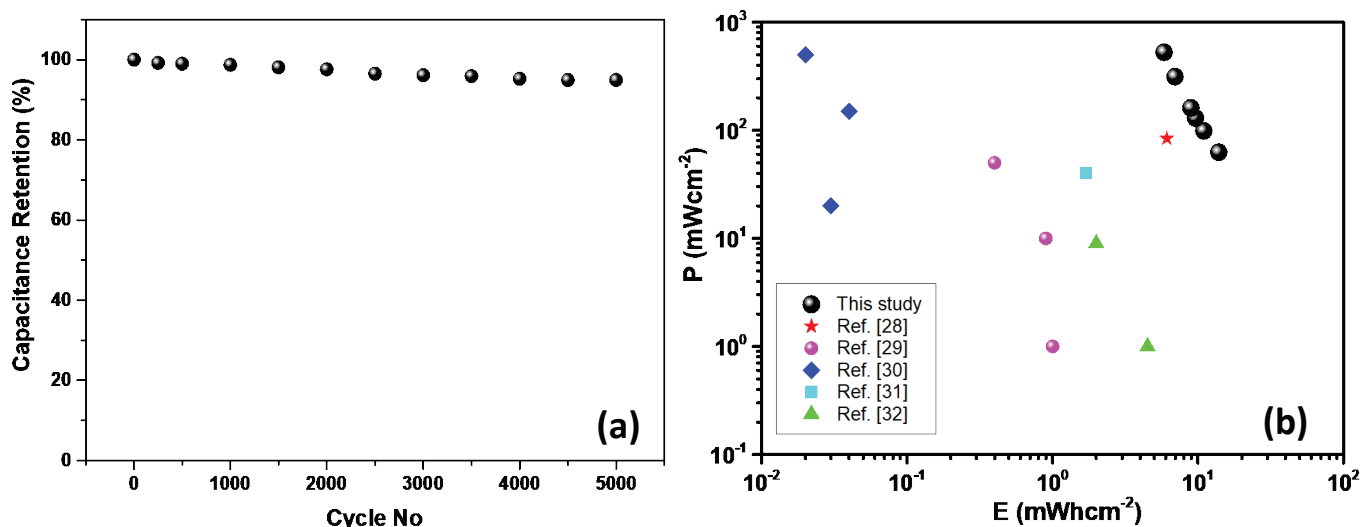 Capacitance Retention (%)
100
80
60
40
20
0
0 1000 2000 3000 4000 5000
Cycle No
(a)
P (mWcm⁻²)
10³
10²
10¹
10⁰
10⁻¹
10⁻² 10⁻¹ 10⁰ 10¹ 10²
E (mWhcm⁻²)
This study
Ref. [28]
Ref. [29]
Ref. [30]
Ref. [31]
Ref. [32]
(b)